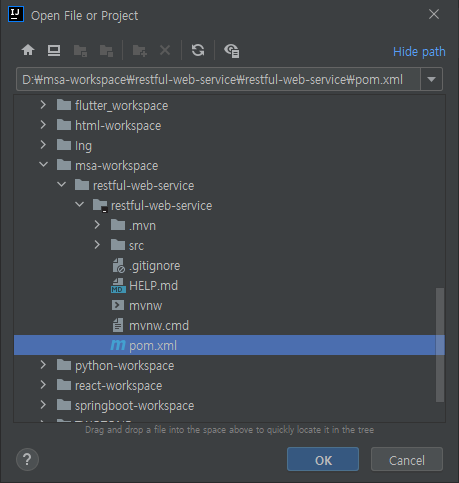 IJ
Open File or Project
Hide path
D:₩msa-workspace₩restful-web-service₩restful-web-service₩pom.xml
flutter_workspace
html-workspace
lng
msa-workspace
restful-web-service
restful-web-service
.mvn
src
.gitignore
MD HELP.md
mvnw
mvnw.cmd
m pom.xml
python-workspace
react-workspace
springboot-workspace
Drag and drop a file into the space above to quickly locate it in the tree
?
OK
Cancel